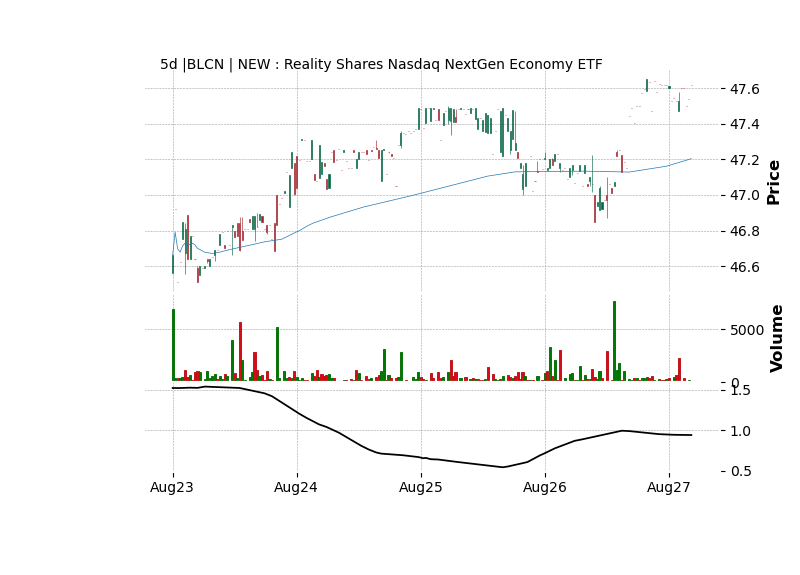 5d |BLCN | NEW : Reality Shares Nasdaq NextGen Economy ETF
47.6
47.4
47.2
47.0
46.8
46.6
Price
5000
0
Volume
1.5
1.0
0.5
Aug23 Aug24 Aug25 Aug26 Aug27